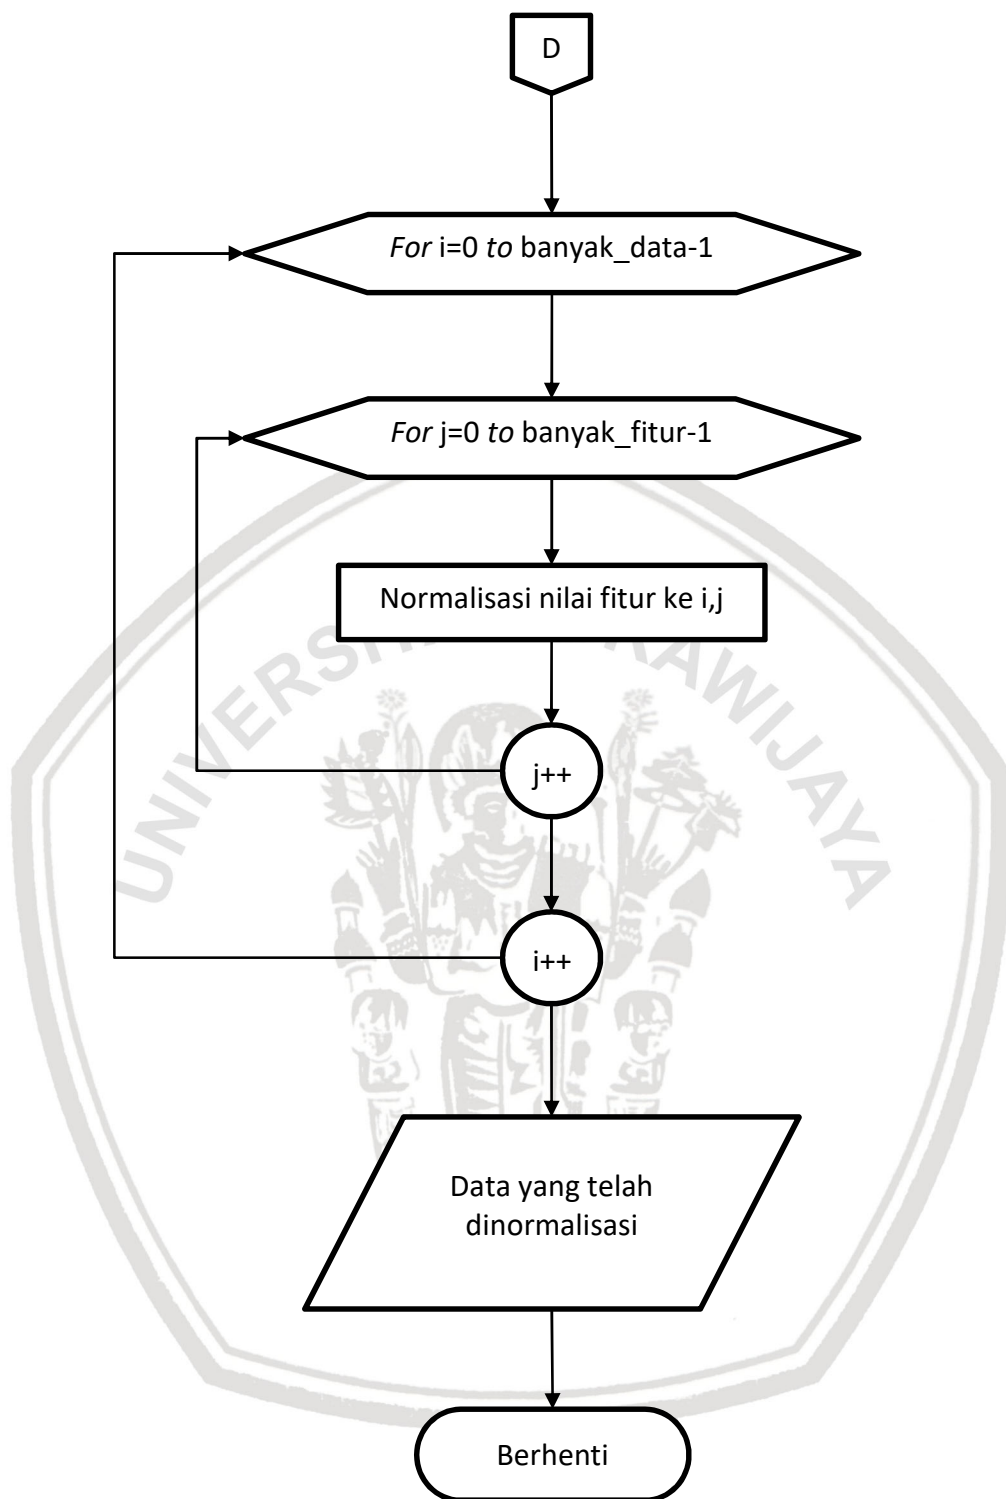 D
For i=0 to banyak_data-1
For j=0 to banyak_fitur-1
Normalisasi nilai fitur ke i,j
j++
i++
Data yang telah
dinormalisasi
Berhenti